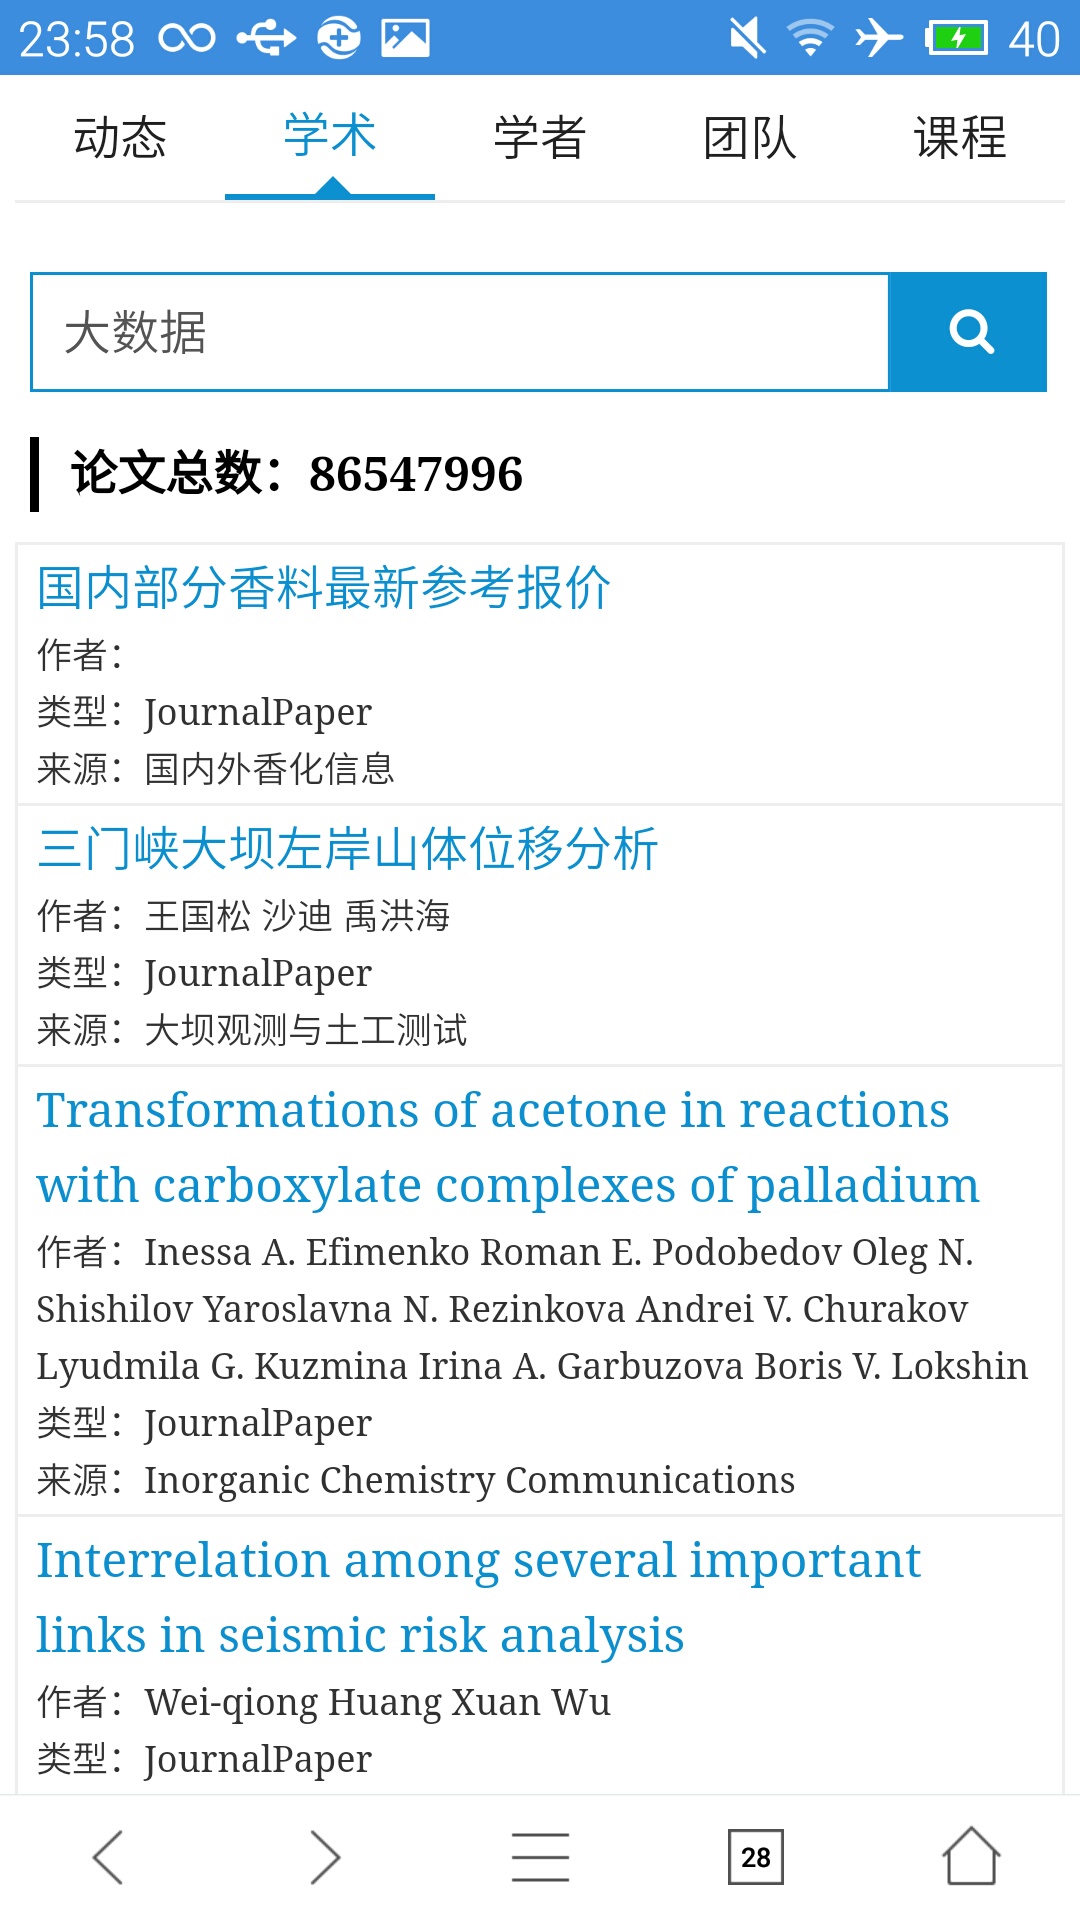 23:58 40
动态 学术 学者 团队 课程
大数据
论文总数：86547996
国内部分香料最新参考报价
作者：
类型：JournalPaper
来源：国内外香化信息
三门峡大坝左岸山体位移分析
作者：王国松 沙迪 禹洪海
类型：JournalPaper
来源：大坝观测与土工测试
Transformations of acetone in reactions
with carboxylate complexes of palladium
作者：Inessa A. Efimenko Roman E. Podobedov Oleg N.
Shishilov Yaroslavna N. Rezinkova Andrei V. Churakov
Lyudmila G. Kuzmina Irina A. Garbuzova Boris V. Lokshin
类型：JournalPaper
来源：Inorganic Chemistry Communications
Interrelation among several important
links in seismic risk analysis
作者：Wei-qiong Huang Xuan Wu
类型：JournalPaper
28